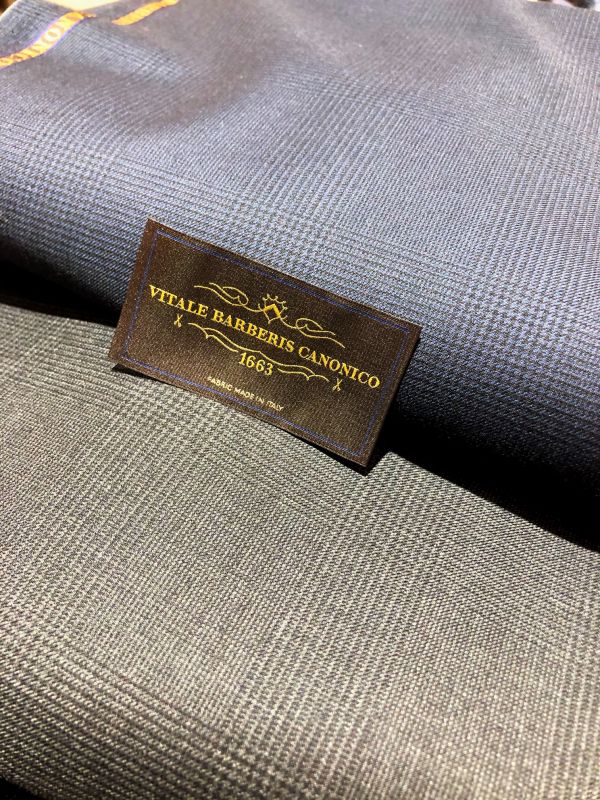 VITALE BARBERIS CANONICO
1663
FABRIC MADE IN ITALY